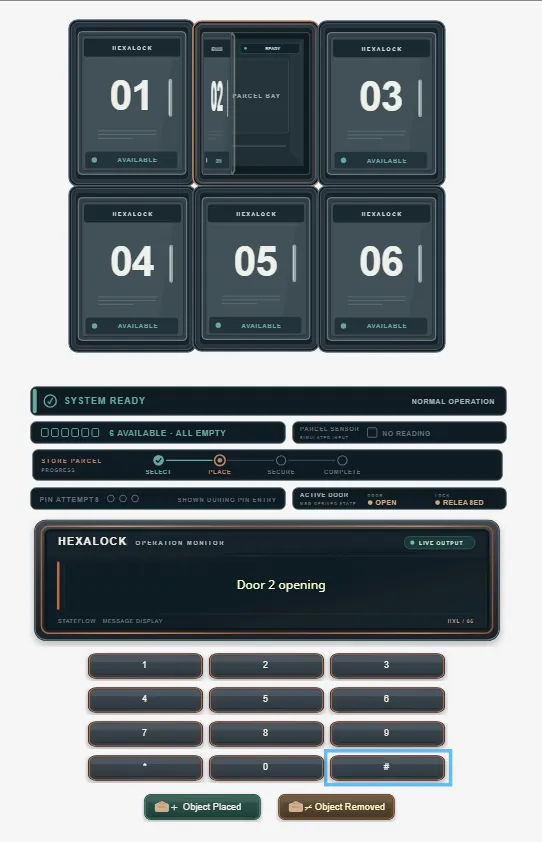 HEXALOCK
01
AVAILABLE
02
READY
PARCEL BAY
HEXALOCK
03
AVAILABLE
HEXALOCK
04
AVAILABLE
HEXALOCK
05
AVAILABLE
HEXALOCK
06
AVAILABLE
SYSTEM READY NORMAL OPERATION
6 AVAILABLE · ALL EMPTY
PARCEL SENSOR
SIMULATED INPUT
NO READING
STORE PARCEL
PROGRESS
SELECT PLACE SECURE COMPLETE
PIN ATTEMPTS SHOWN DURING PIN ENTRY
ACTIVE DOOR
DOOR LOCK
OPEN RELEASED
HEXALOCK OPERATION MONITOR LIVE OUTPUT
Door 2 opening
STATEFLOW MESSAGE DISPLAY
1 2 3
4 5 6
7 8 9
* 0 #
+ Object Placed Object Removed